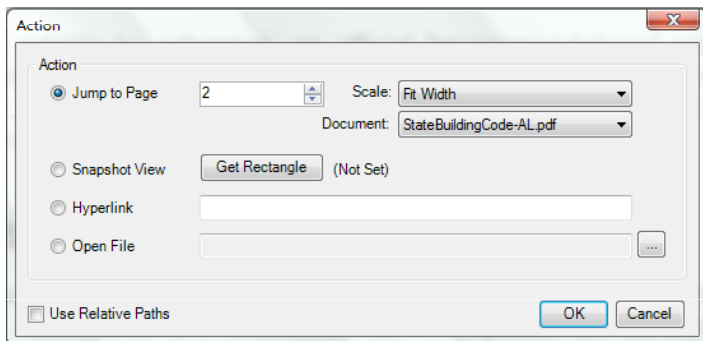 Action
Action
Jump to Page 2 Scale: Fit Width
Document: StateBuildingCode-AL.pdf
Snapshot View Get Rectangle (Not Set)
Hyperlink
Open File ...
Use Relative Paths OK Cancel